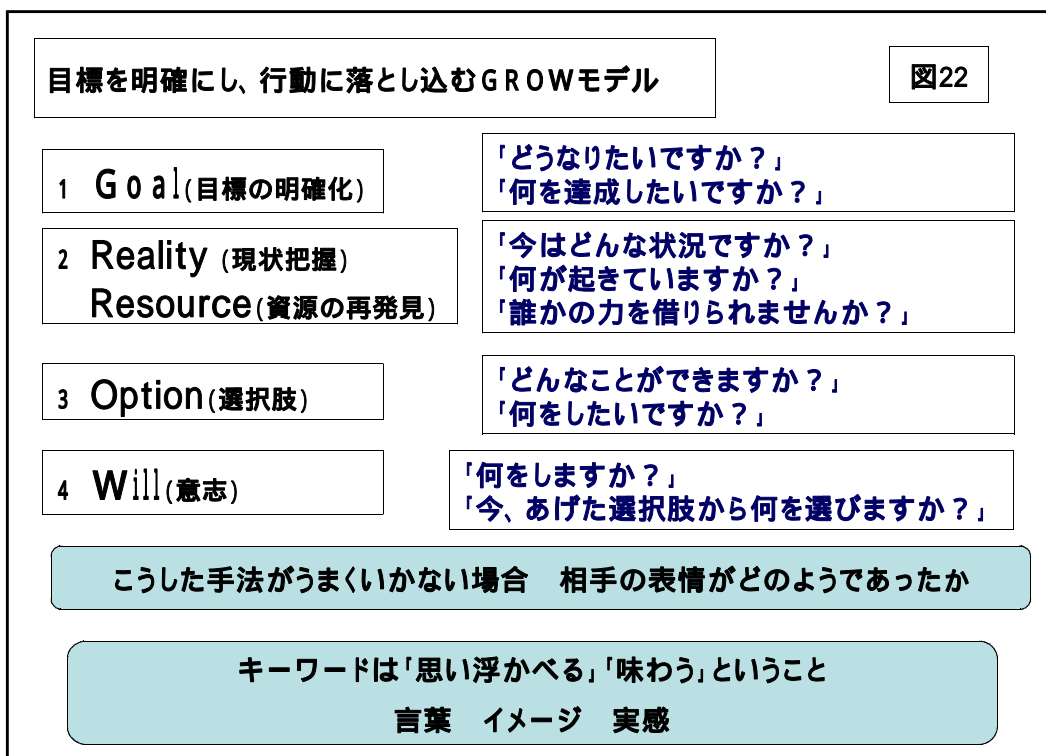 目標を明確にし、行動に落とし込むGROWモデル
図22
1 Goal(目標の明確化)
「どうなりたいですか？」
「何を達成したいですか？」
2 Reality (現状把握)
Resource(資源の再発見)
「今はどんな状況ですか？」
「何が起きていますか？」
「誰かの力を借りられませんか？」
3 Option(選択肢)
「どんなことができますか？」
「何をしたいですか？」
4 Will(意志)
「何をしますか？」
「今、あげた選択肢から何を選びますか？」
こうした手法がうまくいかない場合　相手の表情がどのようであったか
キーワードは「思い浮かべる」「味わう」ということ
言葉　イメージ　実感